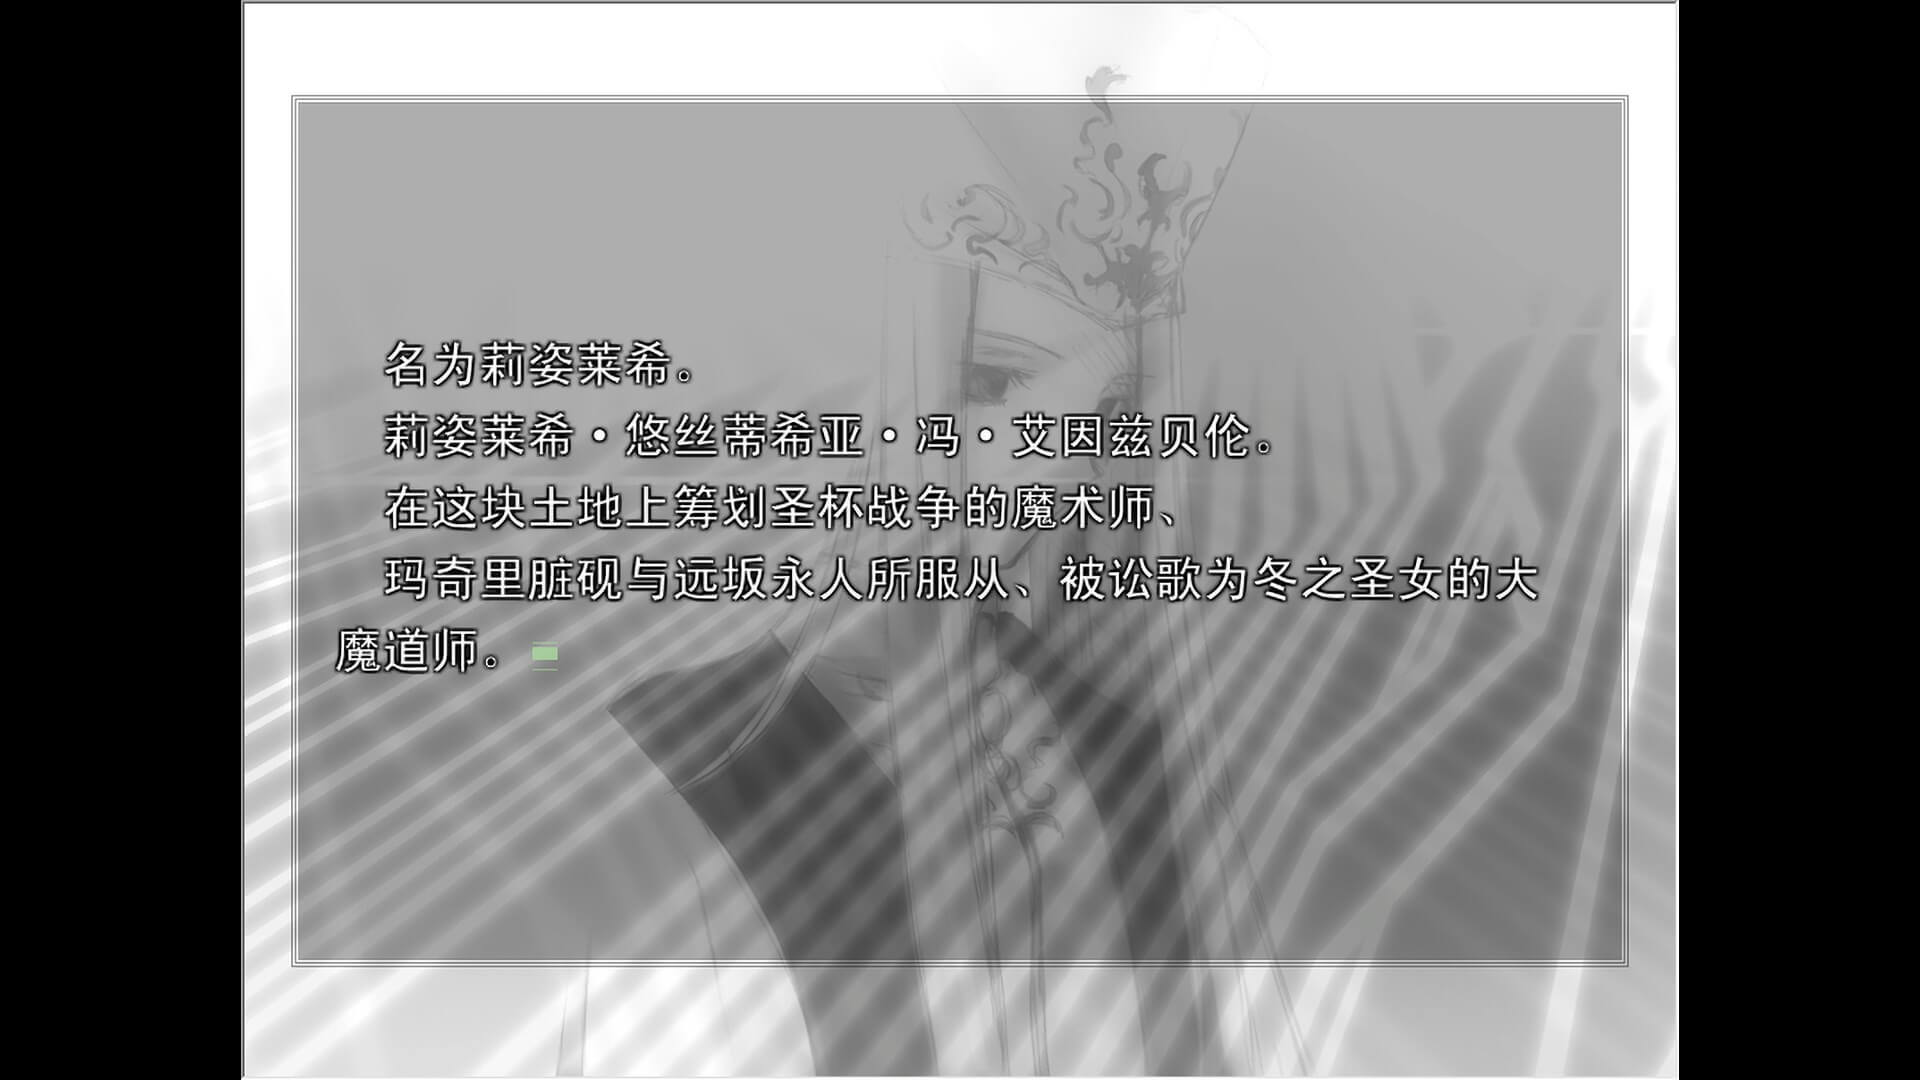 名为莉姿莱希。
莉姿莱希·悠丝蒂希亚·冯·艾因兹贝伦。
在这块土地上筹划圣杯战争的魔术师、
玛奇里脏砚与远坂永人所服从、被讼歌为冬之圣女的大
魔道师。